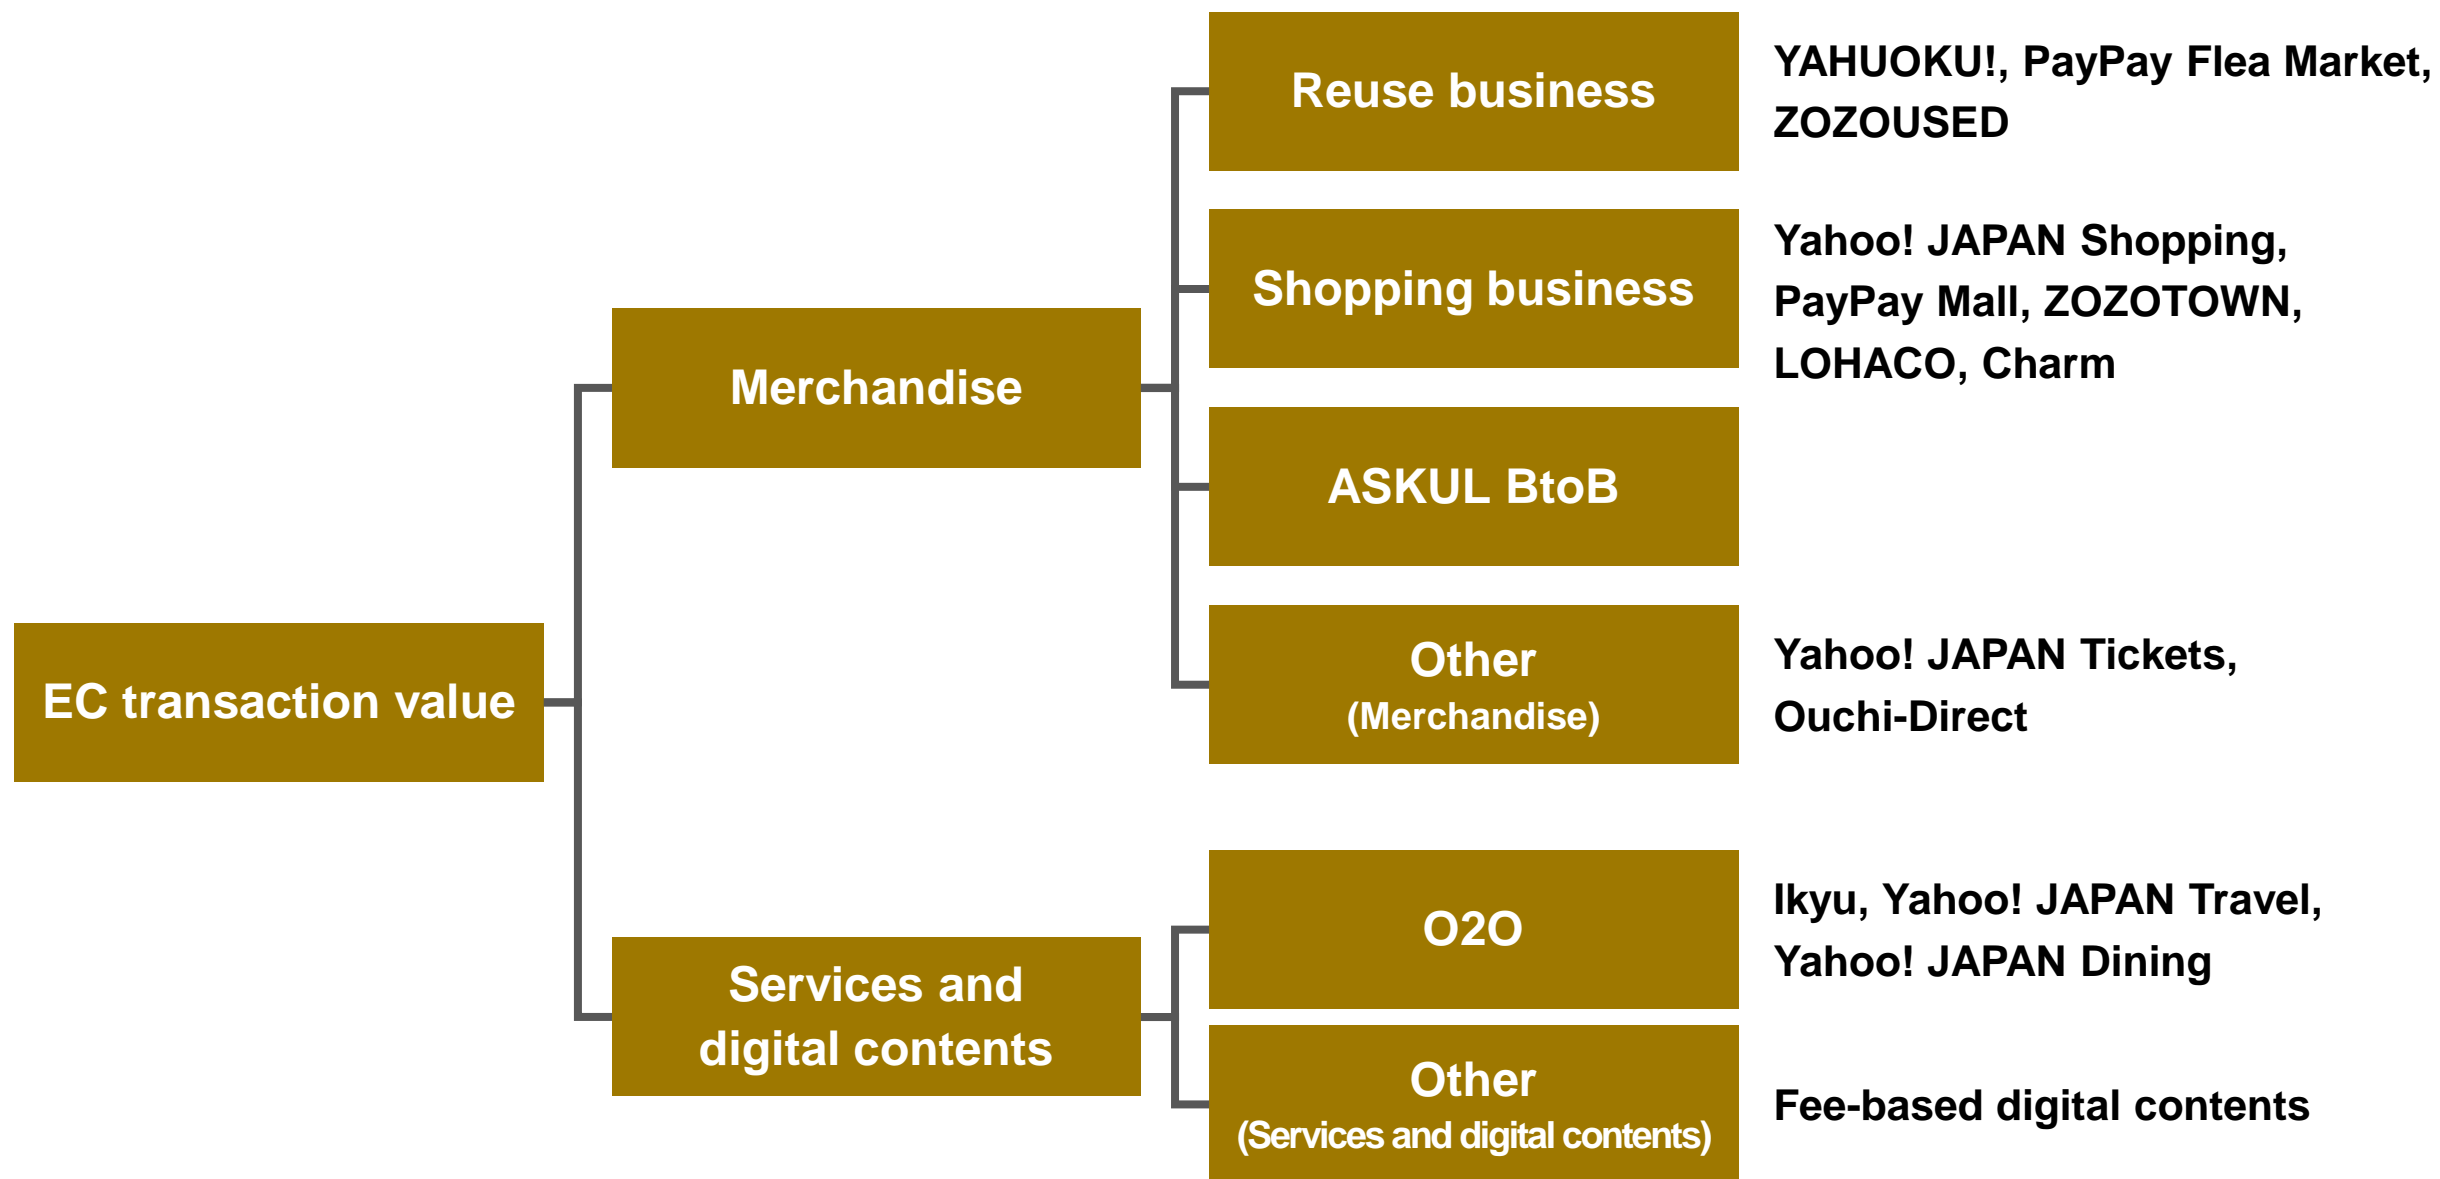 EC transaction value
Merchandise
Reuse business
YAHUOKU!, PayPay Flea Market,
ZOZOUSED
Shopping business
Yahoo! JAPAN Shopping,
PayPay Mall, ZOZOTOWN,
LOHACO, Charm
ASKUL BtoB
Other
(Merchandise)
Yahoo! JAPAN Tickets,
Ouchi-Direct
Services and
digital contents
O2O
Ikyu, Yahoo! JAPAN Travel,
Yahoo! JAPAN Dining
Other
(Services and digital contents)
Fee-based digital contents